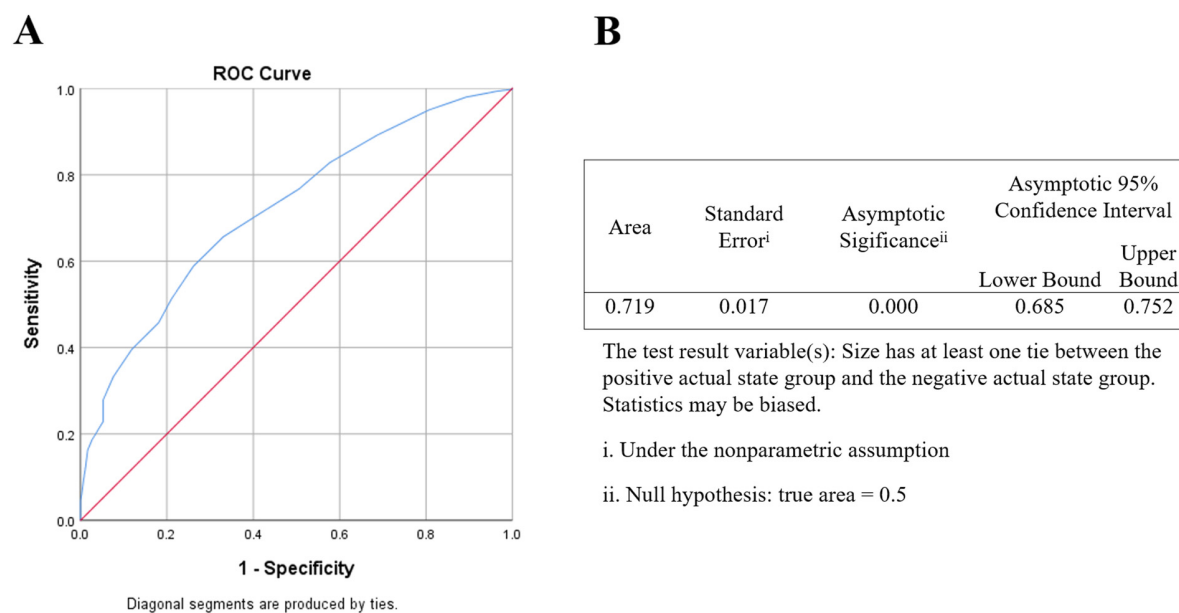 A
ROC Curve
Sensitivity
1.0
0.8
0.6
0.4
0.2
0.0
0.0 0.2 0.4 0.6 0.8 1.0
1 - Specificity
Diagonal segments are produced by ties.
B
Area
Standard
Errorⁱ
Asymptotic
Sigificanceⁱⁱ
Asymptotic 95%
Confidence Interval
Lower Bound
Upper
Bound
0.719 0.017 0.000 0.685 0.752
The test result variable(s): Size has at least one tie between the
positive actual state group and the negative actual state group.
Statistics may be biased.
i. Under the nonparametric assumption
ii. Null hypothesis: true area = 0.5